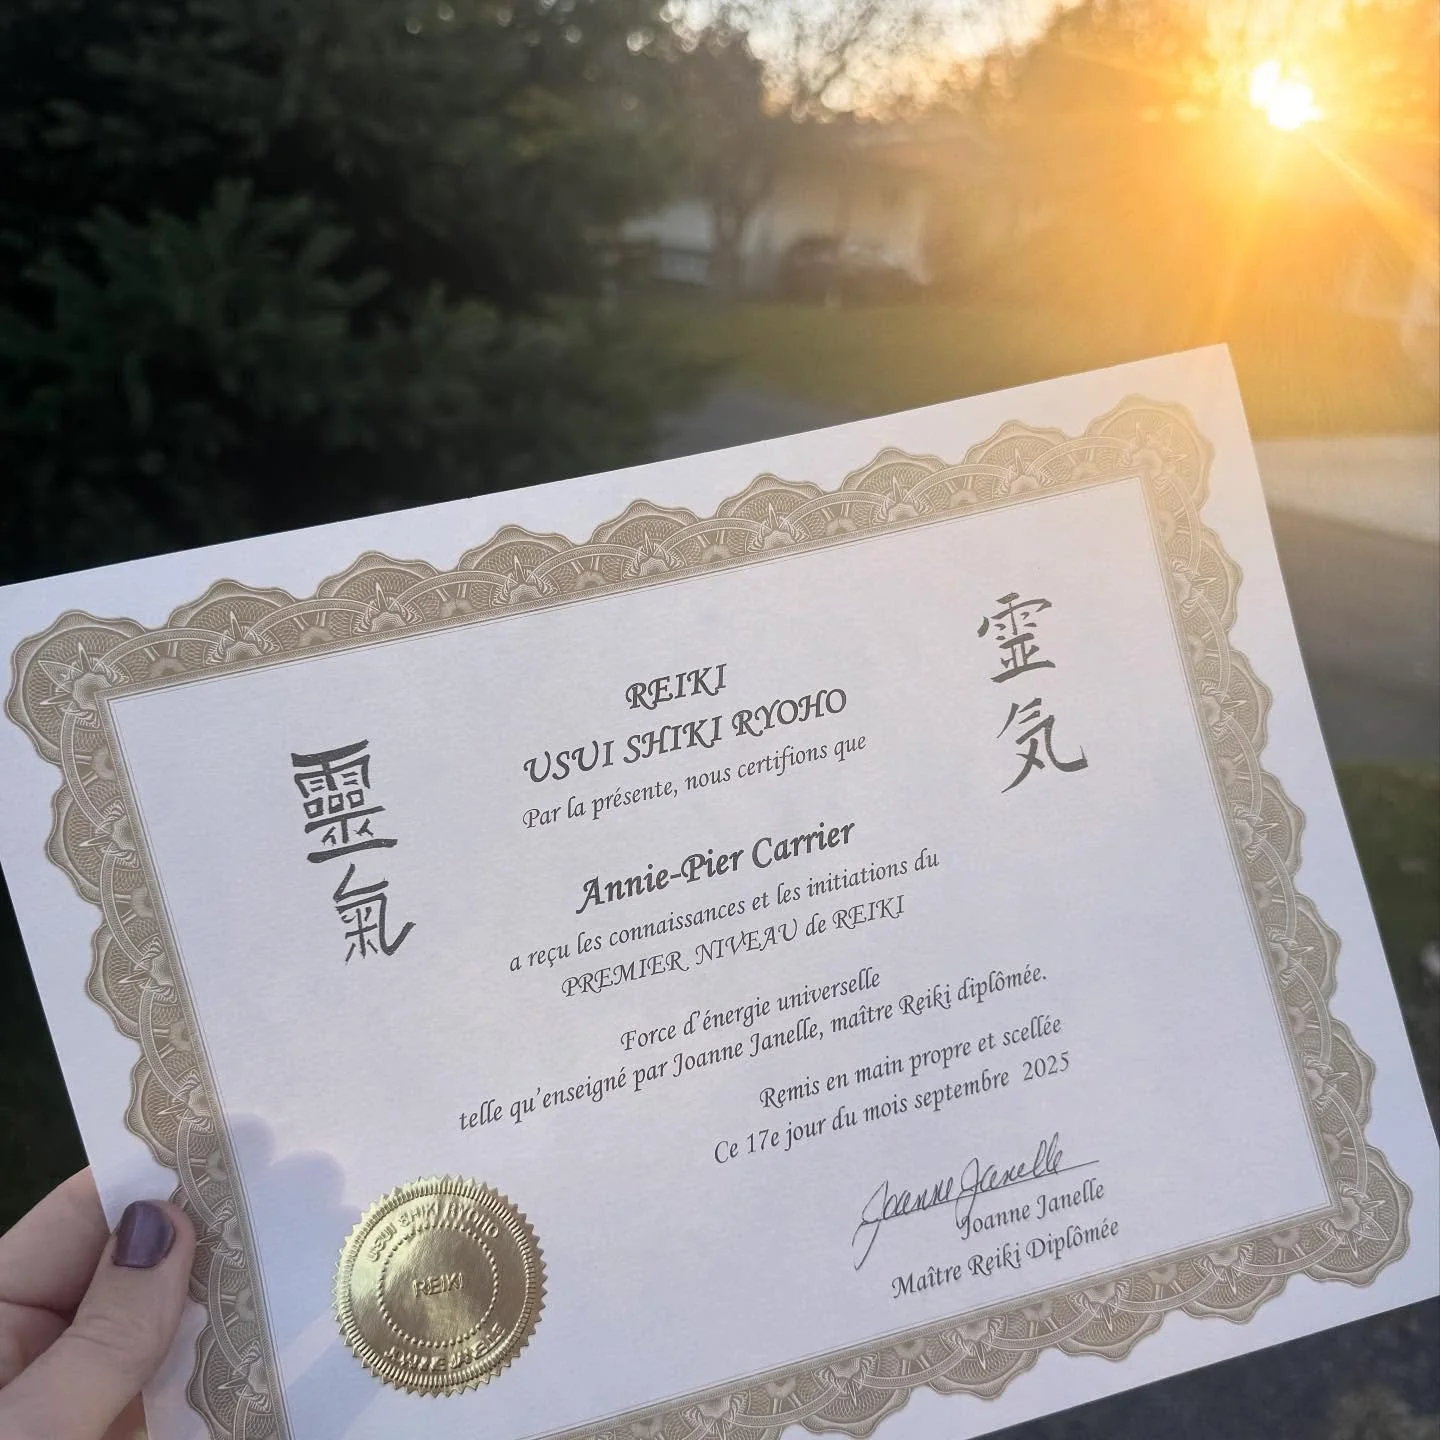 REIKI
USUI SHIKI RYOHO
Par la présente, nous certifions que
Annie-Pier Carrier
a reçu les connaissances et les initiations du
PREMIER NIVEAU de REIKI
Force d'énergie universelle
telle qu'enseigné par Joanne Janelle, maître Reiki diplômée.
Remis en main propre et scellée
Ce 17e jour du mois septembre 2025
Joanne Janelle
Joanne Janelle
Maître Reiki Diplômée
靈氣
霊気
USUI SHIKI RYOHO
REIKI
JOANNE JANELLE